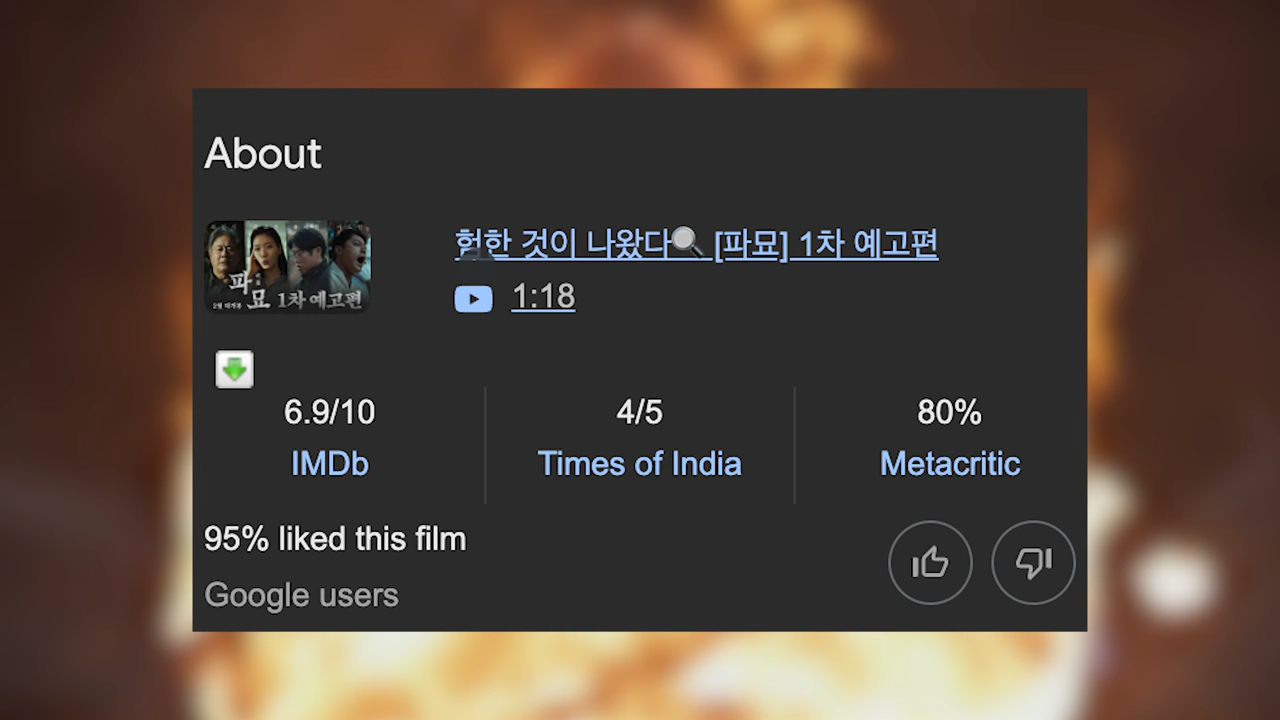 About
험한 것이 나왔다🔍 [파묘] 1차 예고편
1:18
파
묘 1차 예고편
6.9/10
IMDb
4/5
Times of India
80%
Metacritic
95% liked this film
Google users